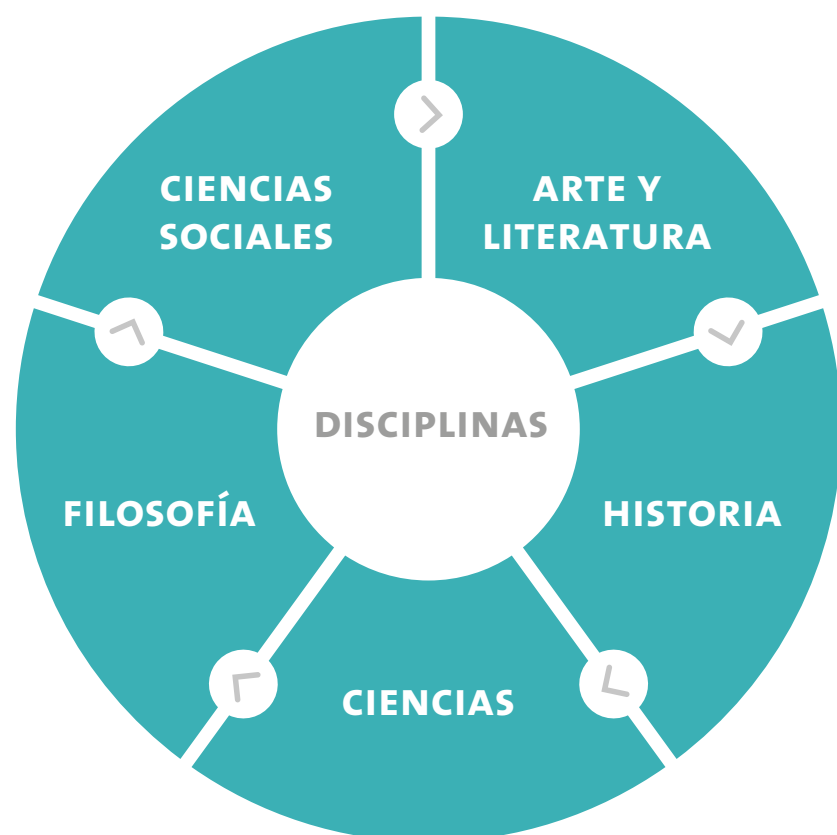 CIENCIAS
SOCIALES
ARTE Y
LITERATURA
DISCIPLINAS
FILOSOFÍA
HISTORIA
CIENCIAS